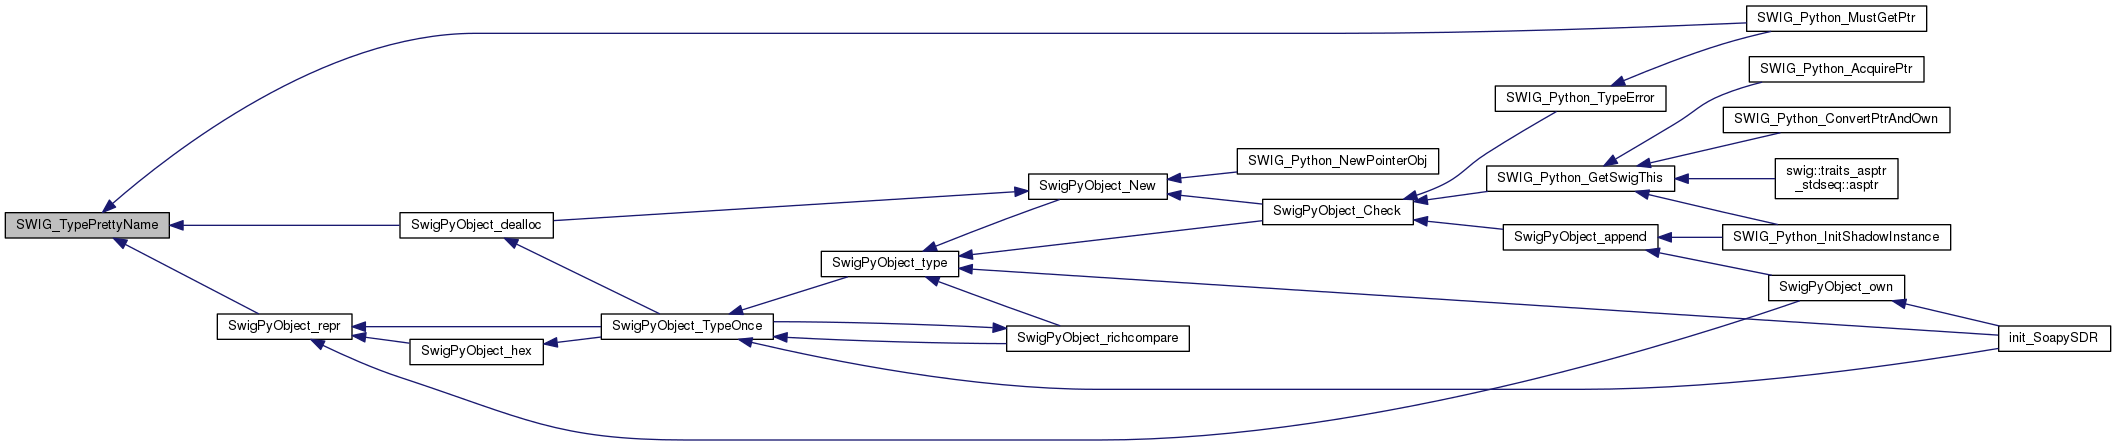 SWIG_Python_MustGetPtr
SWIG_Python_AcquirePtr
SWIG_Python_TypeError
SWIG_Python_ConvertPtrAndOwn
SWIG_Python_NewPointerObj
swig::traits_asptr
_stdseq::asptr
SWIG_Python_GetSwigThis
SwigPyObject_New
SwigPyObject_Check
SWIG_TypePrettyName
SwigPyObject_dealloc
SwigPyObject_append
SWIG_Python_InitShadowInstance
SwigPyObject_type
SwigPyObject_own
SwigPyObject_repr
SwigPyObject_TypeOnce
SwigPyObject_richcompare
init_SoapySDR
SwigPyObject_hex